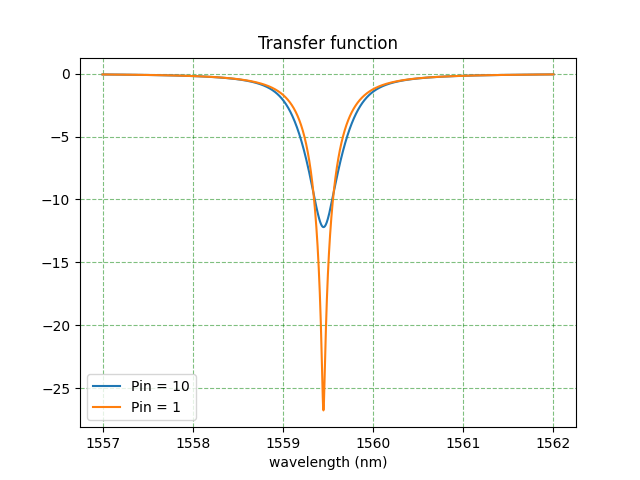 Transfer function
0
−5
−10
−15
−20
−25
Pin = 10
Pin = 1
1557 1558 1559 1560 1561 1562
wavelength (nm)